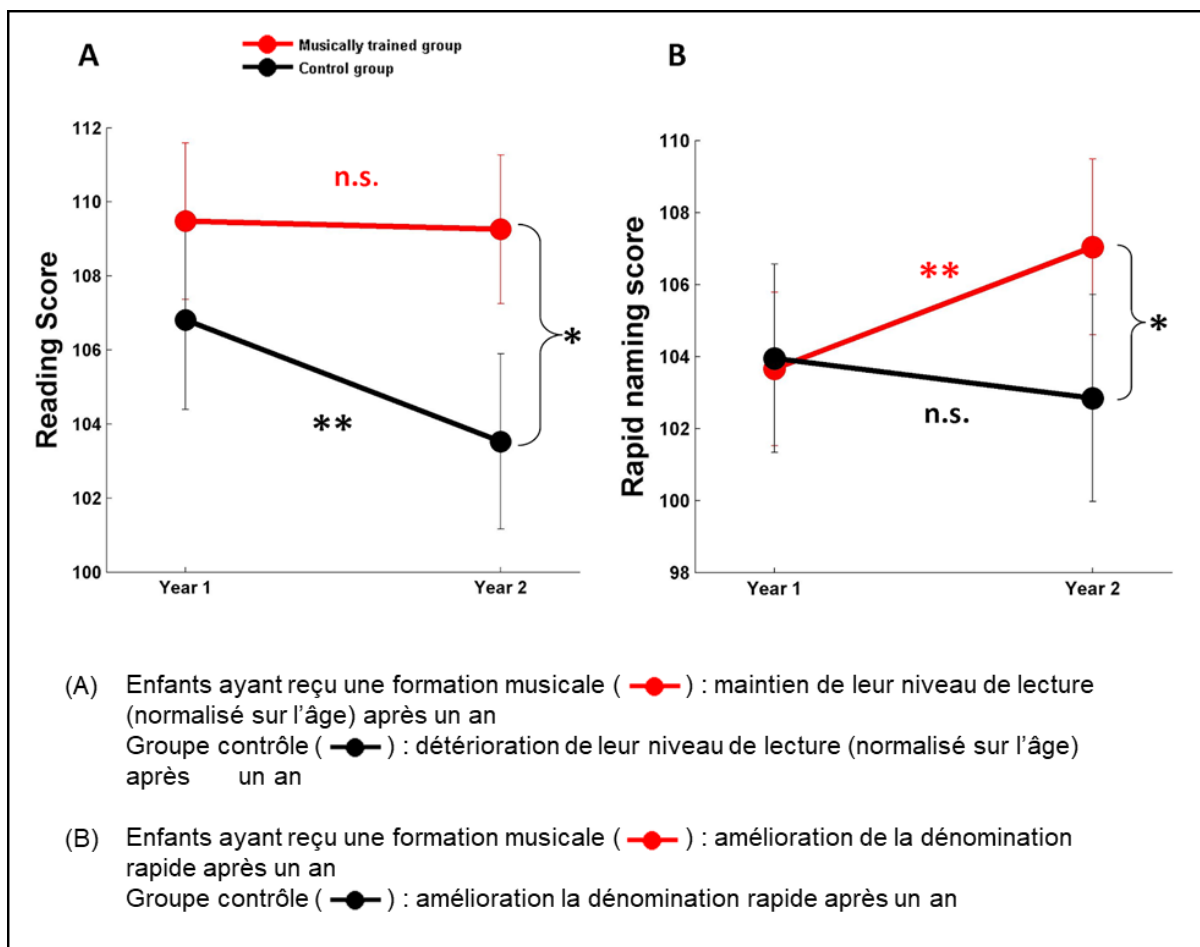 A
Musically trained group
Control group
B
Reading Score
112
110
108
106
104
102
100
n.s.
**
*
Year 1
Year 2
Rapid naming score
110
108
106
104
102
100
98
**
n.s.
*
Year 1
Year 2
(A) Enfants ayant reçu une formation musicale ( ) : maintien de leur niveau de lecture
(normalisé sur l’âge) après un an
Groupe contrôle ( ) : détérioration de leur niveau de lecture (normalisé sur l’âge)
après un an
(B) Enfants ayant reçu une formation musicale ( ) : amélioration de la dénomination
rapide après un an
Groupe contrôle ( ) : amélioration la dénomination rapide après un an